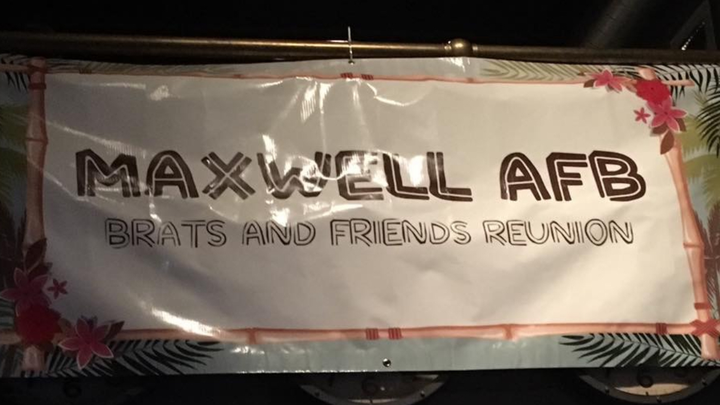 MAXWELL AFB
BRATS AND FRIENDS REUNION